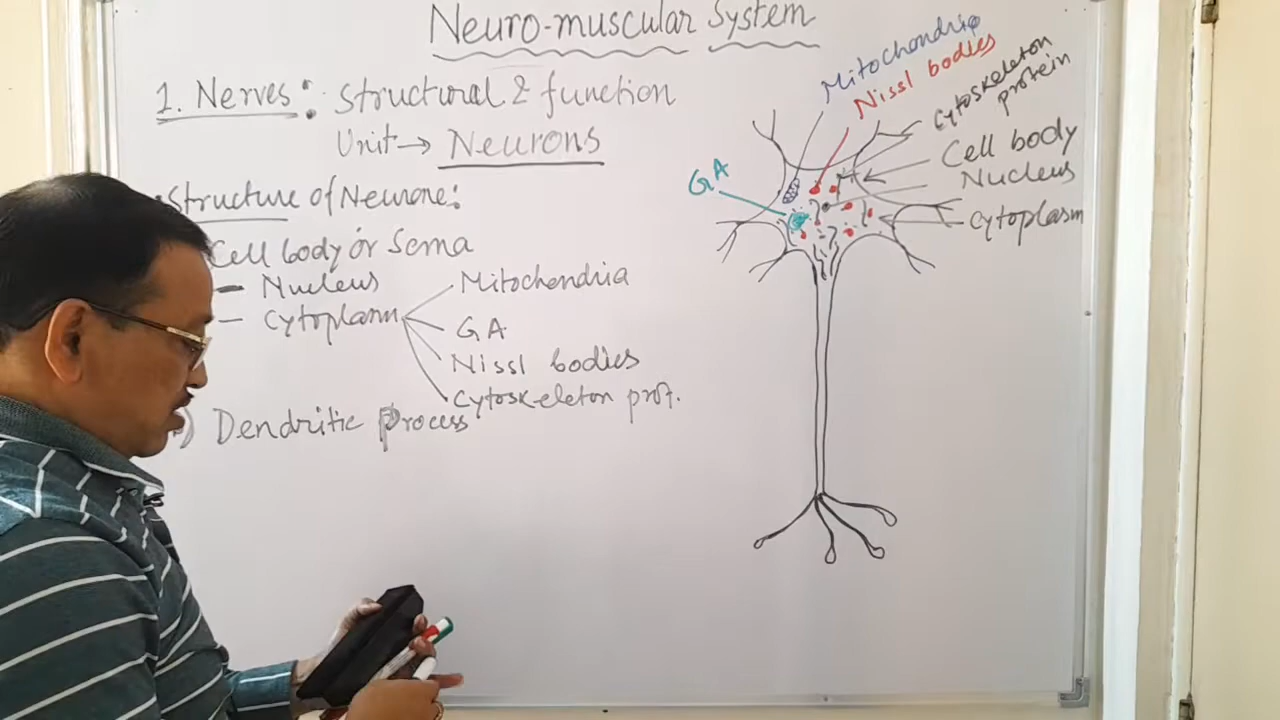 Neuro-muscular System
1. Nerves: Structural & function
Unit → Neurons
Structure of Neurone:
Cell body or Soma
– Nucleus
– Cytoplasm
Mitochondria
GA
Nissl bodies
Cytoskeleton prot.
) Dendritic process
Mitochondria
Nissl bodies
Cytoskeleton
protein
Cell body
Nucleus
Cytoplasm
GA